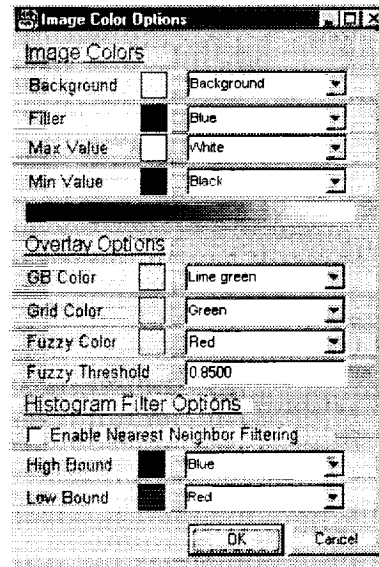 Image Color Options
Image Colors
Background Background
Filler Blue
Max Value White
Min Value Black
Overlay Options
GB Color Lime green
Grid Color Green
Fuzzy Color Red
Fuzzy Threshold 0.8500
Histogram Filter Options
Enable Nearest Neighbor Filtering
High Bound Blue
Low Bound Red
OK Cancel